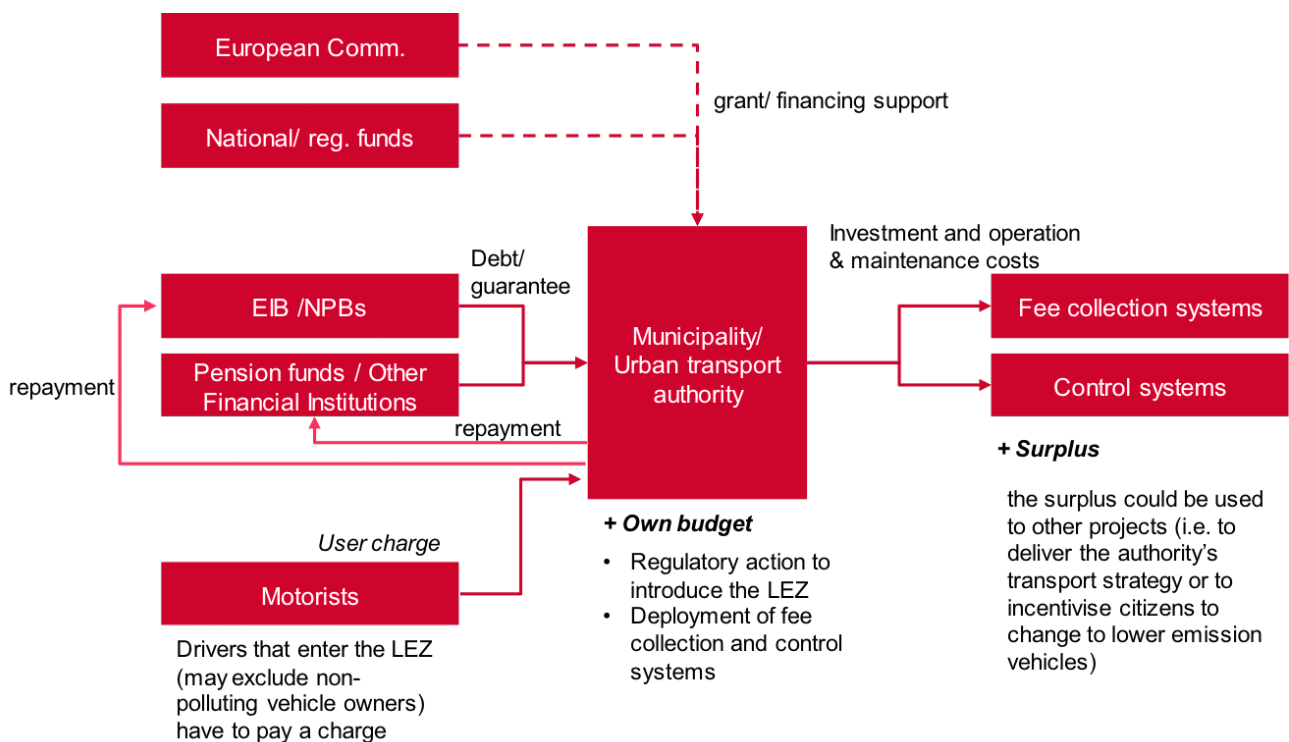 European Comm.
grant/ financing support
National/ reg. funds
Investment and operation
& maintenance costs
Debt/
guarantee
EIB /NPBs
Fee collection systems
Municipality/
Urban transport
authority
Pension funds / Other
Financial Institutions
Control systems
repayment
repayment
+ Surplus
the surplus could be used
to other projects (i.e. to
deliver the authority's
transport strategy or to
incentivise citizens to
change to lower emission
vehicles)
+ Own budget
• Regulatory action to
introduce the LEZ
• Deployment of fee
collection and control
systems
User charge
Motorists
Drivers that enter the LEZ
(may exclude non-
polluting vehicle owners)
have to pay a charge